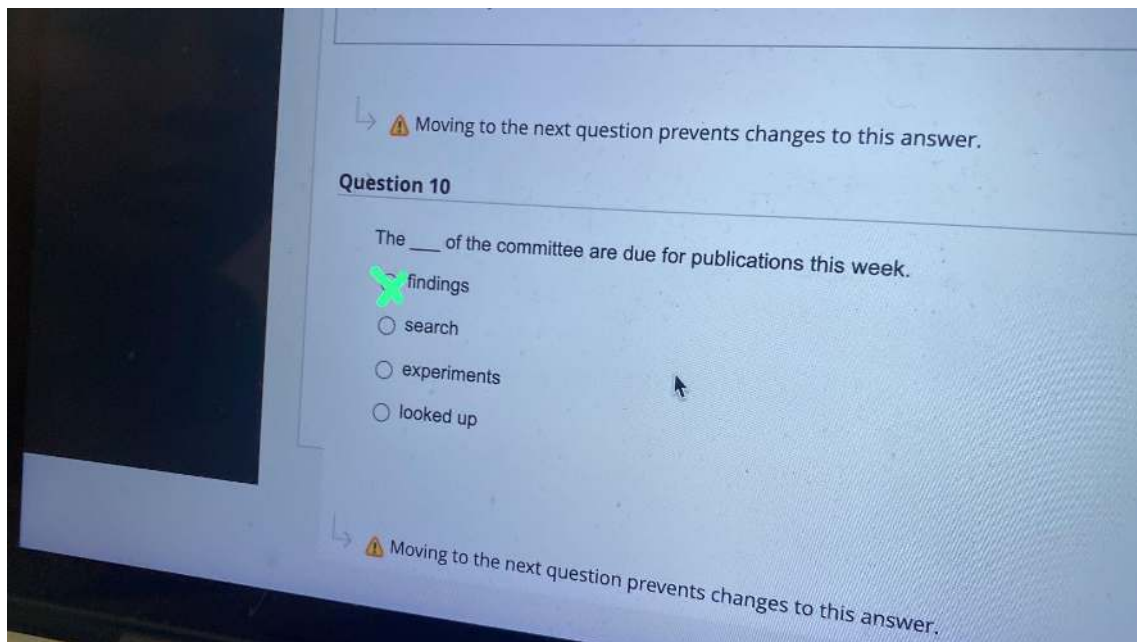 Moving to the next question prevents changes to this answer.
Question 10
The ___ of the committee are due for publications this week.
findings
search
experiments
looked up
Moving to the next question prevents changes to this answer.